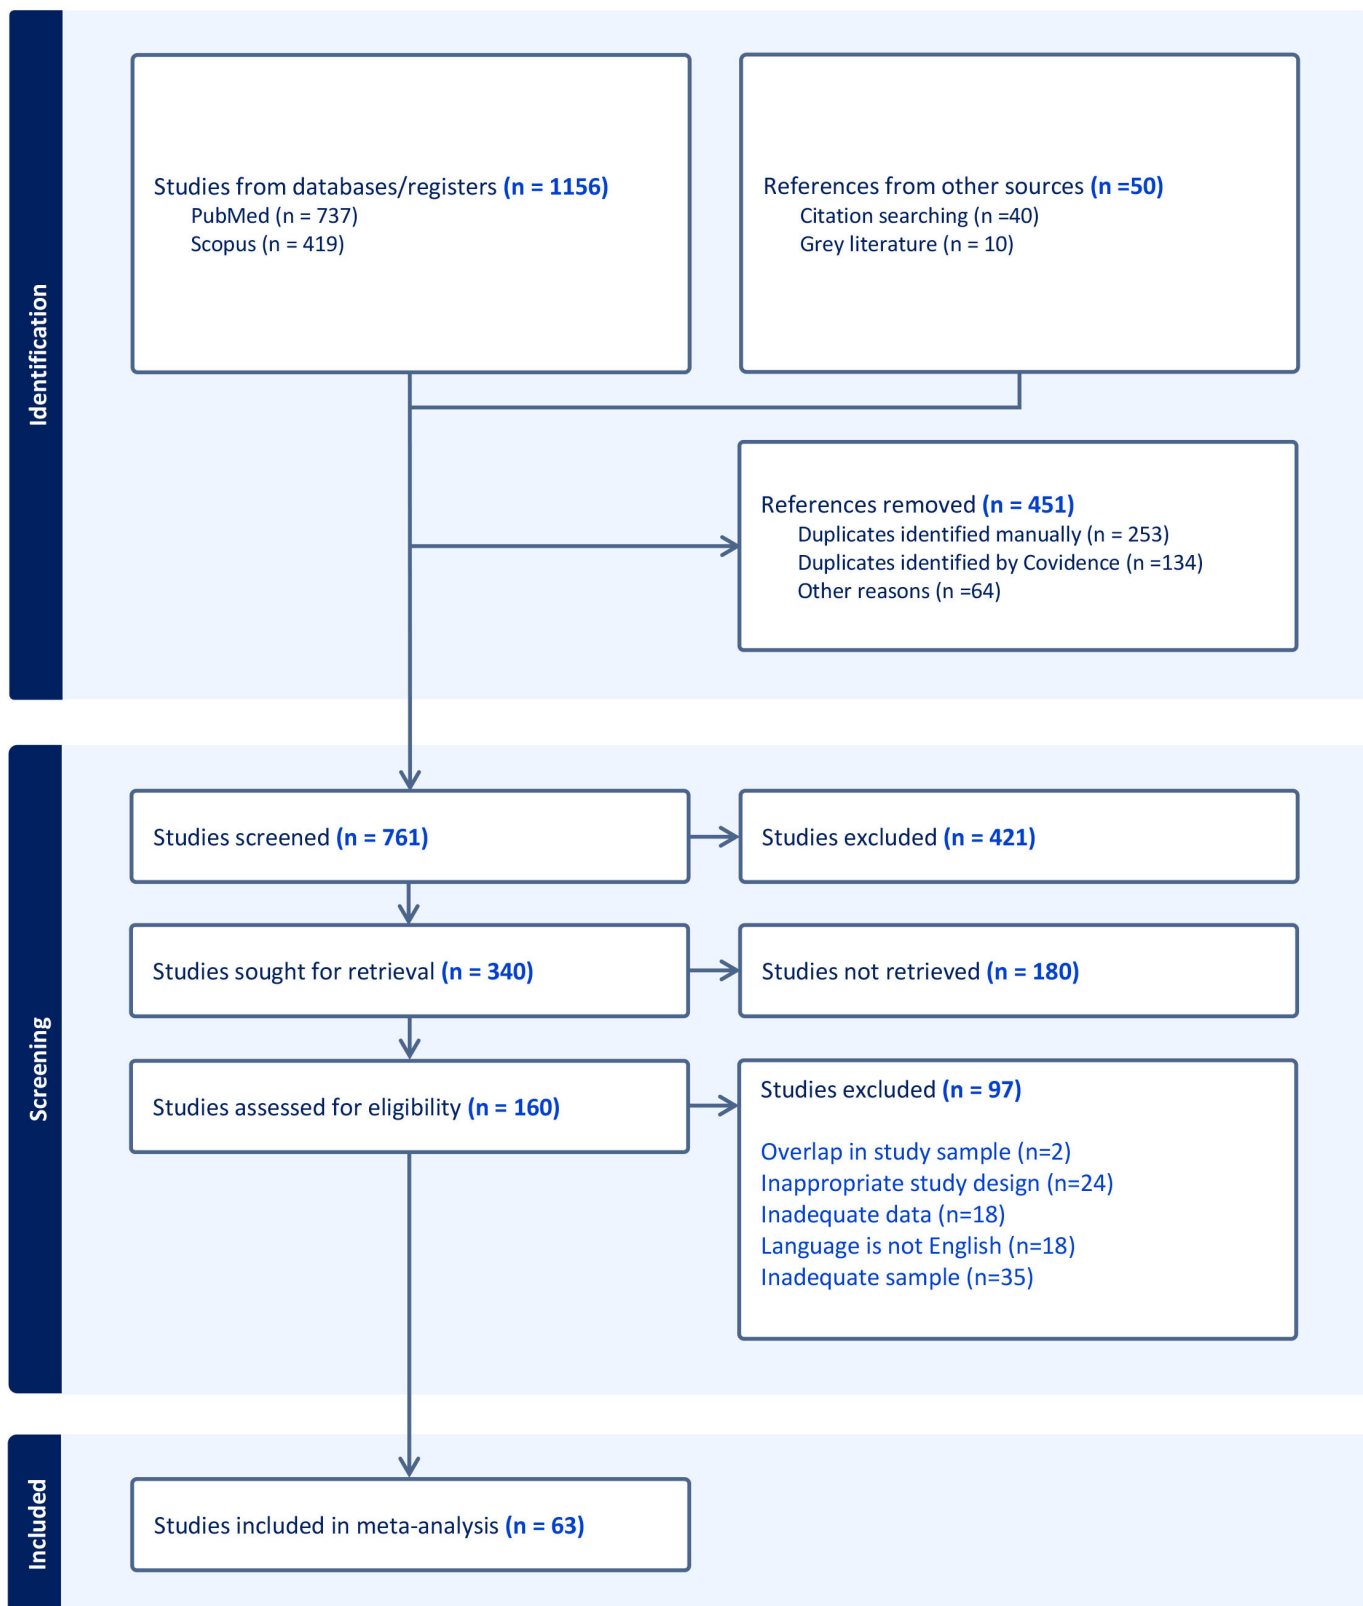 Identification
Studies from databases/registers (n = 1156)
PubMed (n = 737)
Scopus (n = 419)
References from other sources (n =50)
Citation searching (n =40)
Grey literature (n = 10)
References removed (n = 451)
Duplicates identified manually (n = 253)
Duplicates identified by Covidence (n =134)
Other reasons (n =64)
Screening
Studies screened (n = 761)
Studies excluded (n = 421)
Studies sought for retrieval (n = 340)
Studies not retrieved (n = 180)
Studies assessed for eligibility (n = 160)
Studies excluded (n = 97)
Overlap in study sample (n=2)
Inappropriate study design (n=24)
Inadequate data (n=18)
Language is not English (n=18)
Inadequate sample (n=35)
Included
Studies included in meta-analysis (n = 63)